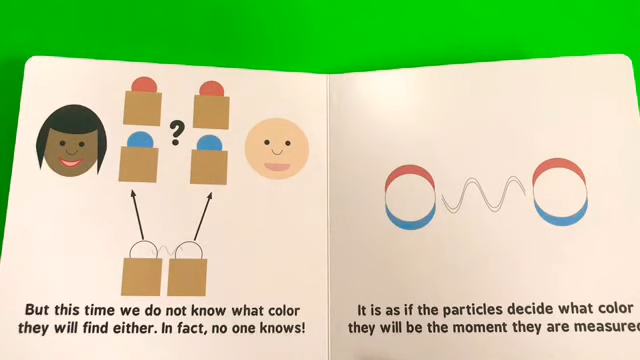 ?
But this time we do not know what color
they will find either. In fact, no one knows!
It is as if the particles decide what color
they will be the moment they are measured